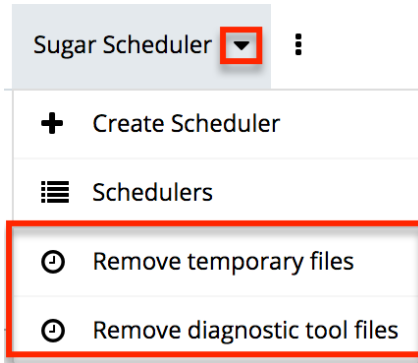 Sugar Scheduler
Create Scheduler
Schedulers
Remove temporary files
Remove diagnostic tool files